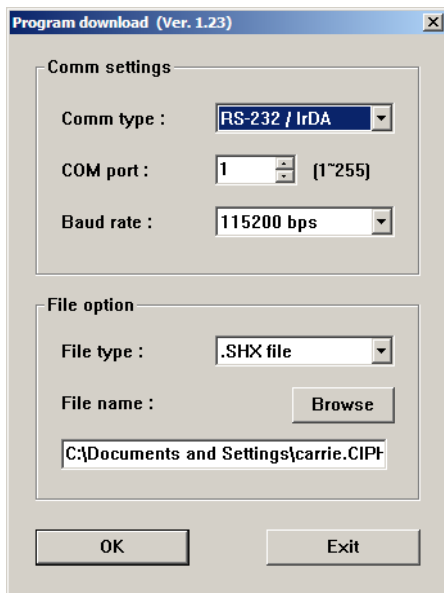 Program download (Ver. 1.23)
Comm settings
Comm type : RS-232 / IrDA
COM port : 1 (1~255)
Baud rate : 115200 bps
File option
File type : .SHX file
File name : Browse
C:\Documents and Settings\carrie.CIPH
OK Exit